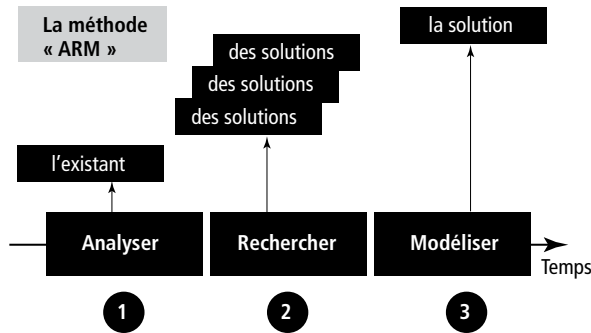 La méthode
« ARM »
la solution
des solutions
des solutions
des solutions
l'existant
Analyser
Rechercher
Modéliser
Temps
1
2
3